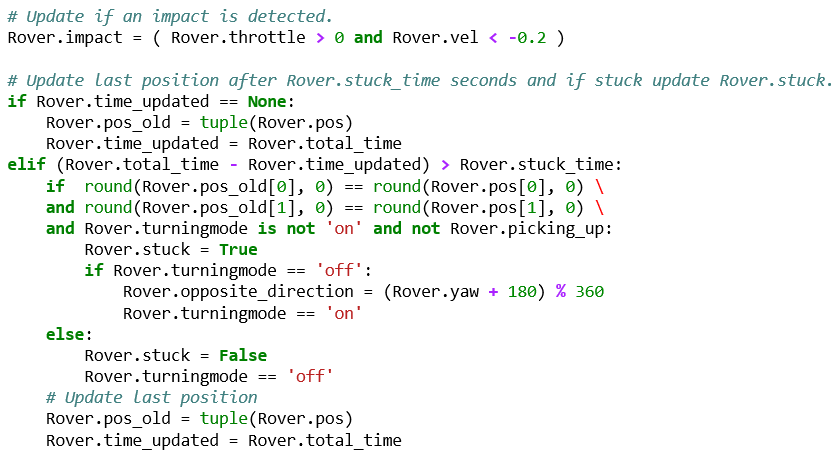 # Update if an impact is detected.
Rover.impact = ( Rover.throttle > 0 and Rover.vel < -0.2 )

# Update last position after Rover.stuck_time seconds and if stuck update Rover.stuck.
if Rover.time_updated == None:
    Rover.pos_old = tuple(Rover.pos)
    Rover.time_updated = Rover.total_time
elif (Rover.total_time - Rover.time_updated) > Rover.stuck_time:
    if  round(Rover.pos_old[0], 0) == round(Rover.pos[0], 0) \
    and round(Rover.pos_old[1], 0) == round(Rover.pos[1], 0) \
    and Rover.turningmode is not 'on' and not Rover.picking_up:
        Rover.stuck = True
        if Rover.turningmode == 'off':
            Rover.opposite_direction = (Rover.yaw + 180) % 360
            Rover.turningmode == 'on'
    else:
        Rover.stuck = False
        Rover.turningmode == 'off'
    # Update last position
    Rover.pos_old = tuple(Rover.pos)
    Rover.time_updated = Rover.total_time